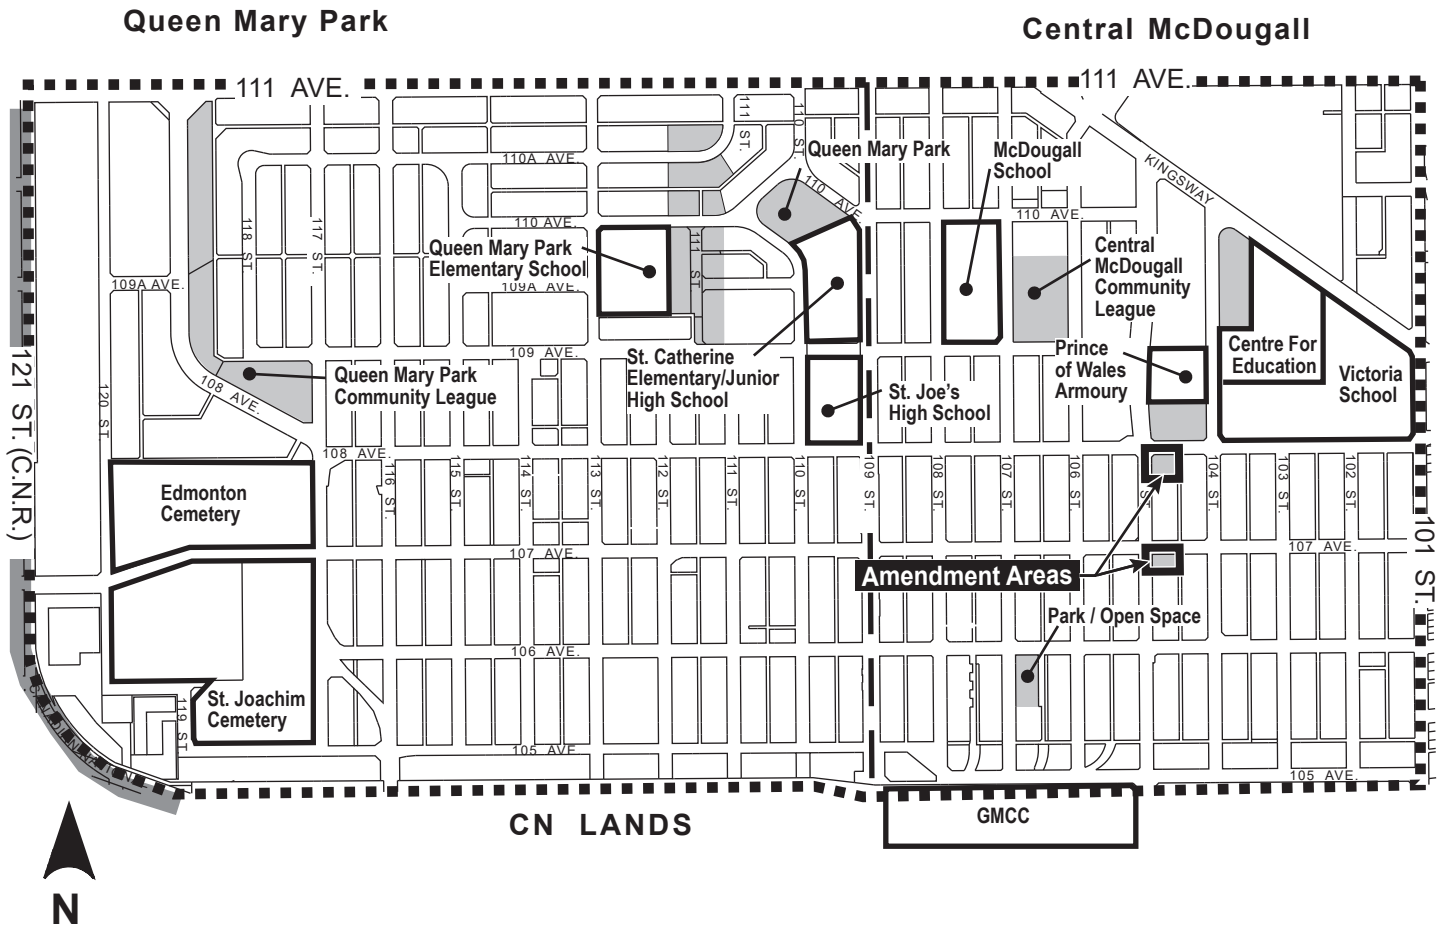 Queen Mary Park
Central McDougall
111 AVE.
111 AVE.
111 ST.
110 ST.
Queen Mary Park
McDougall
School
KINGSWAY
110A AVE.
110 AVE.
110 AVE.
110 AVE.
118 ST.
117 ST.
Queen Mary Park
Elementary School
111 ST.
Central
McDougall
Community
League
109A AVE.
109A AVE.
109 AVE.
St. Catherine
Elementary/Junior
High School
Prince
of Wales
Armoury
Centre For
Education
Victoria
School
Queen Mary Park
Community League
St. Joe's
High School
108 AVE.
121 ST. (C.N.R.)
120 ST.
108 AVE.
116 ST.
115 ST.
114 ST.
113 ST.
112 ST.
111 ST.
110 ST.
109 ST.
108 ST.
107 ST.
106 ST.
ST.
104 ST.
103 ST.
102 ST.
101 ST.
Edmonton
Cemetery
107 AVE.
107 AVE.
Amendment Areas
Park / Open Space
106 AVE.
St. Joachim
Cemetery
119 ST.
105 AVE.
105 AVE.
CN LANDS
GMCC
N